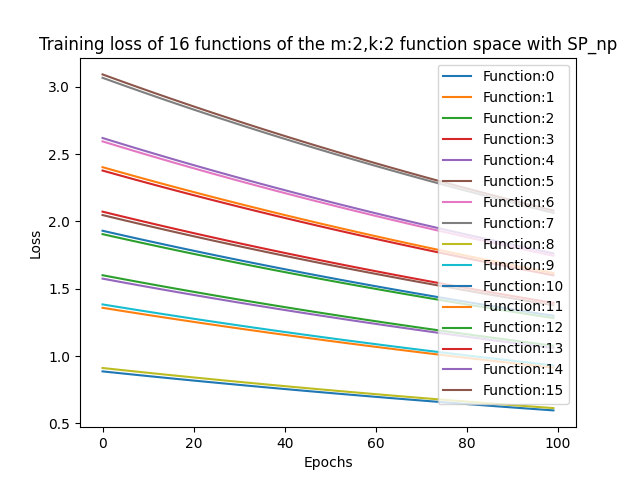 Training loss of 16 functions of the m:2,k:2 function space with SP_np
3.0
2.5
2.0
1.5
1.0
0.5
Loss
0
20
40
60
80
100
Epochs
Function:0
Function:1
Function:2
Function:3
Function:4
Function:5
Function:6
Function:7
Function:8
Function:9
Function:10
Function:11
Function:12
Function:13
Function:14
Function:15